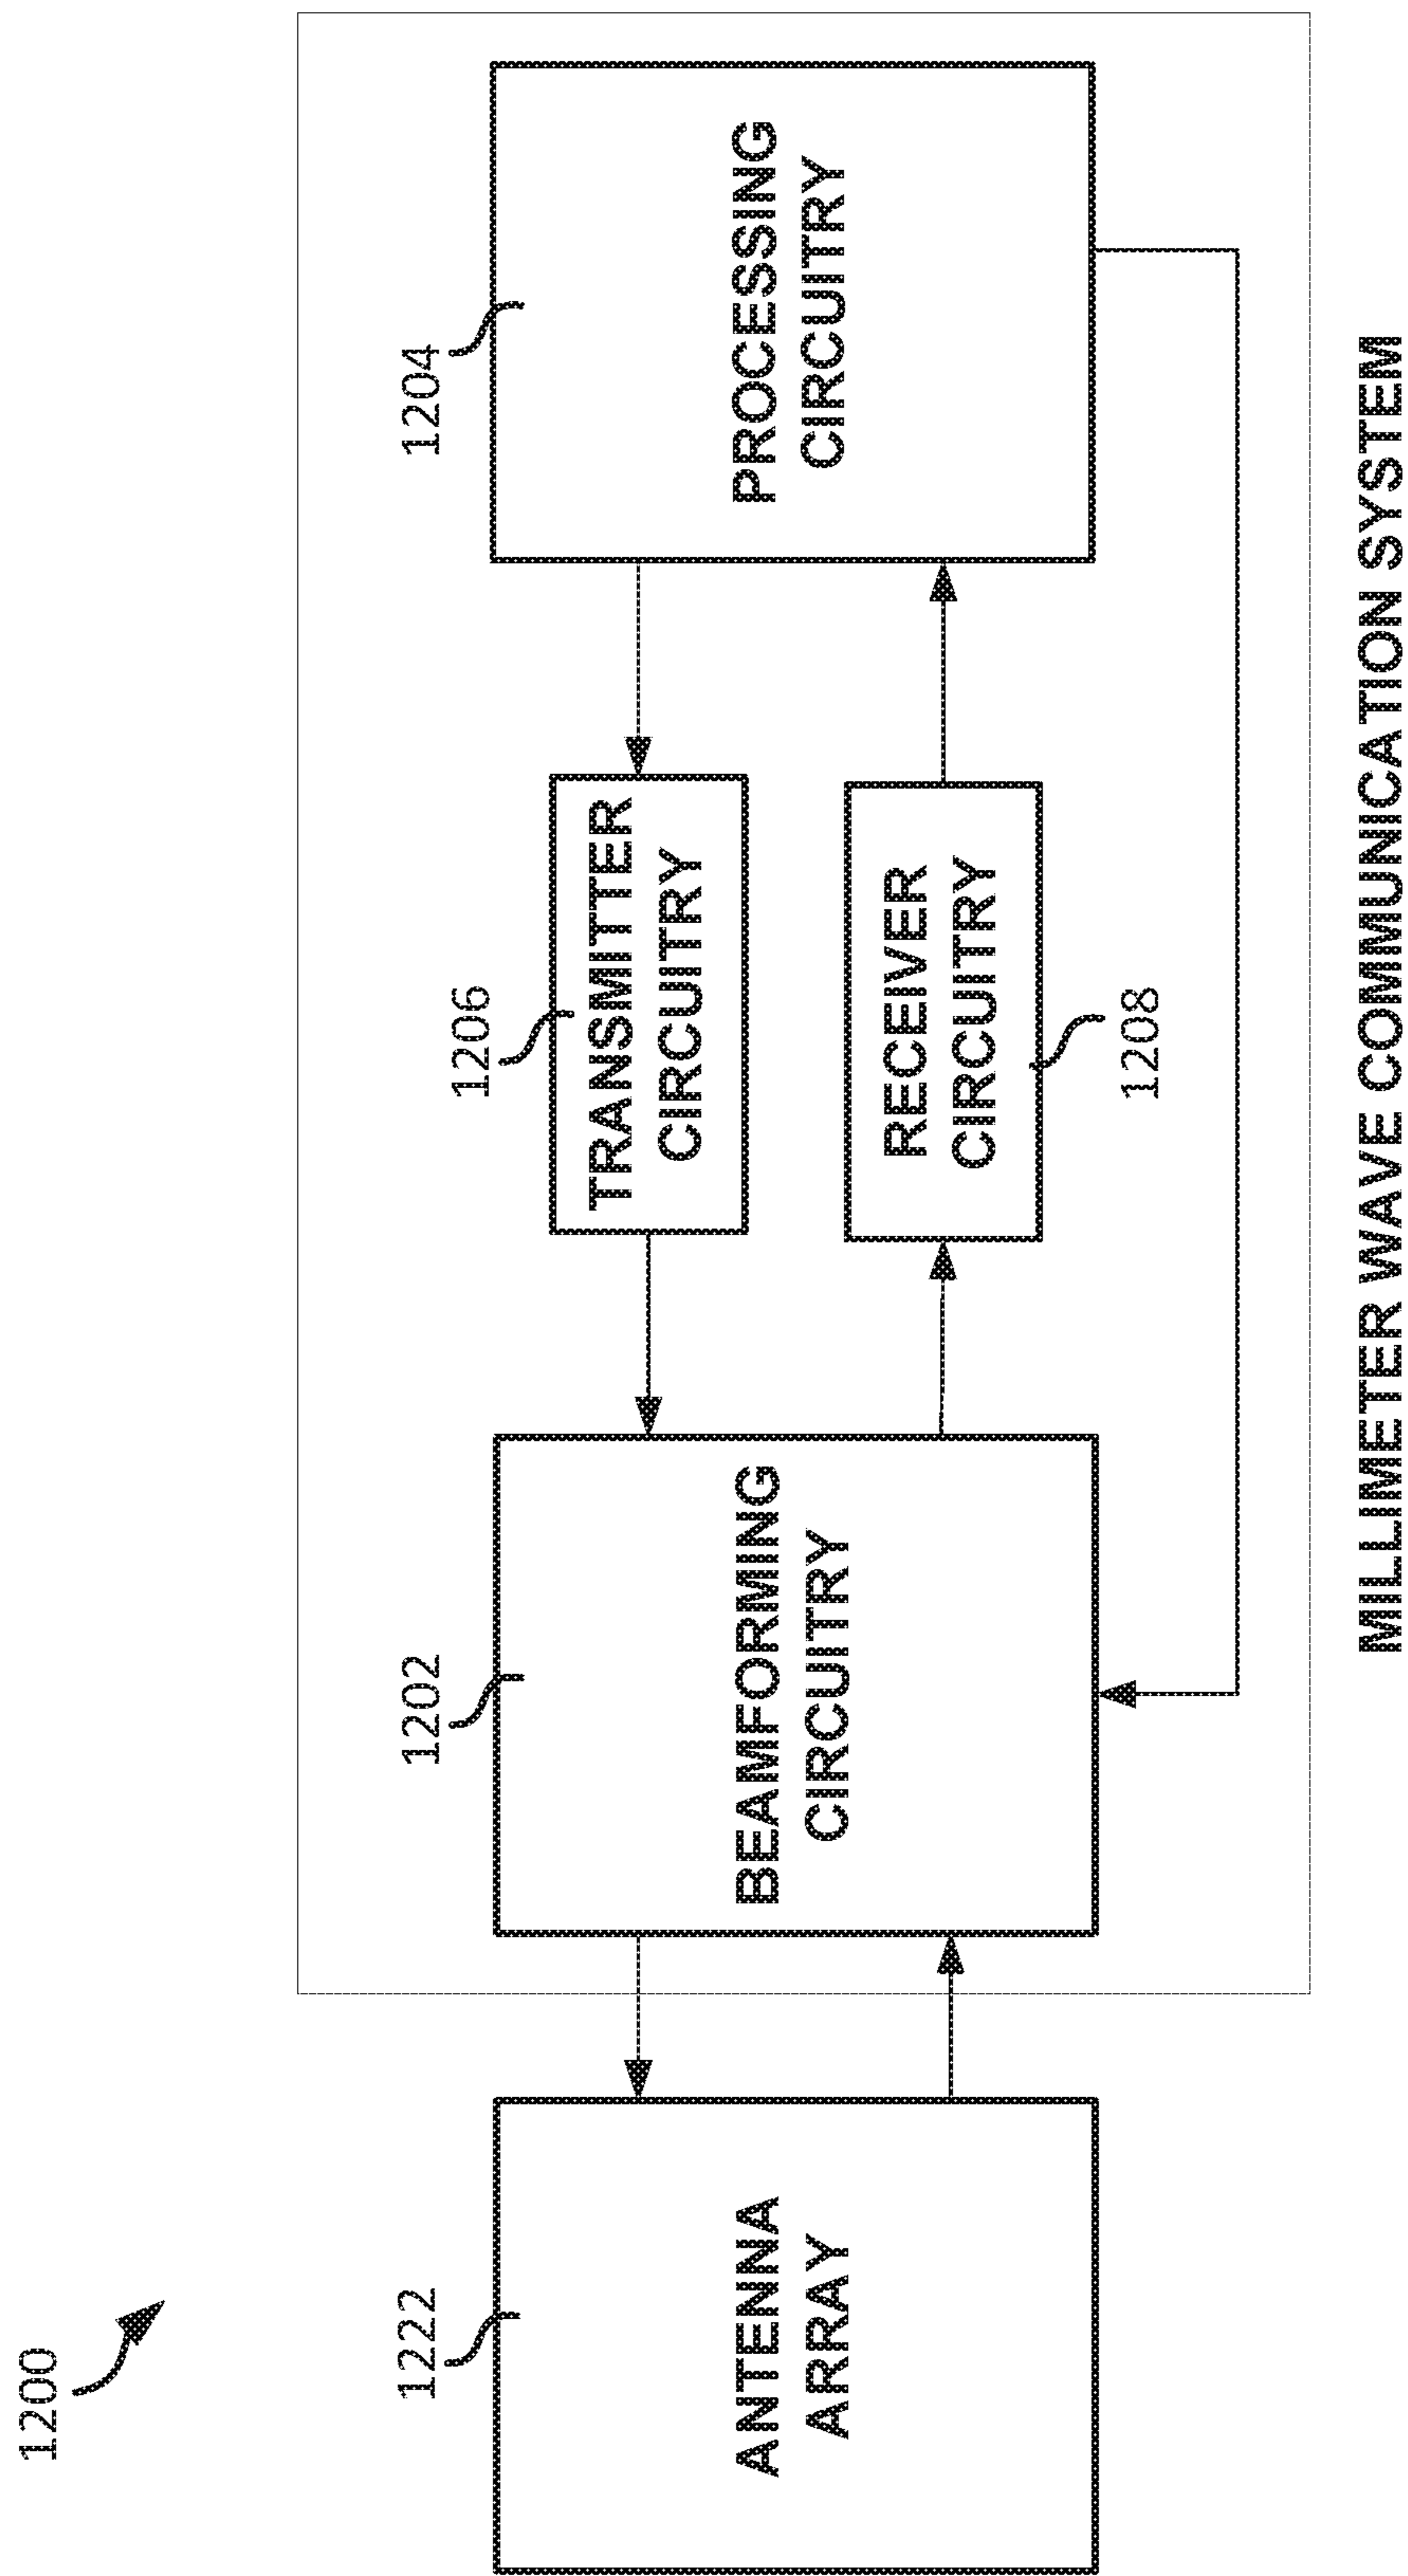 1200
1222
ANTENNA
ARRAY
1202
BEAMFORMING
CIRCUITRY
1206
TRANSMITTER
CIRCUITRY
RECEIVER
CIRCUITRY
1208
1204
PROCESSING
CIRCUITRY
MILLIMETER WAVE COMMUNICATION SYSTEM